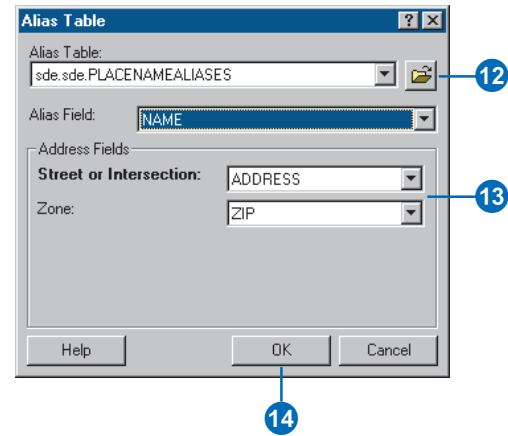 Alias Table
Alias Table:
sde.sde.PLACENAMEALIASES
12
Alias Field: NAME
Address Fields
Street or Intersection: ADDRESS
13
Zone: ZIP
Help OK Cancel
14